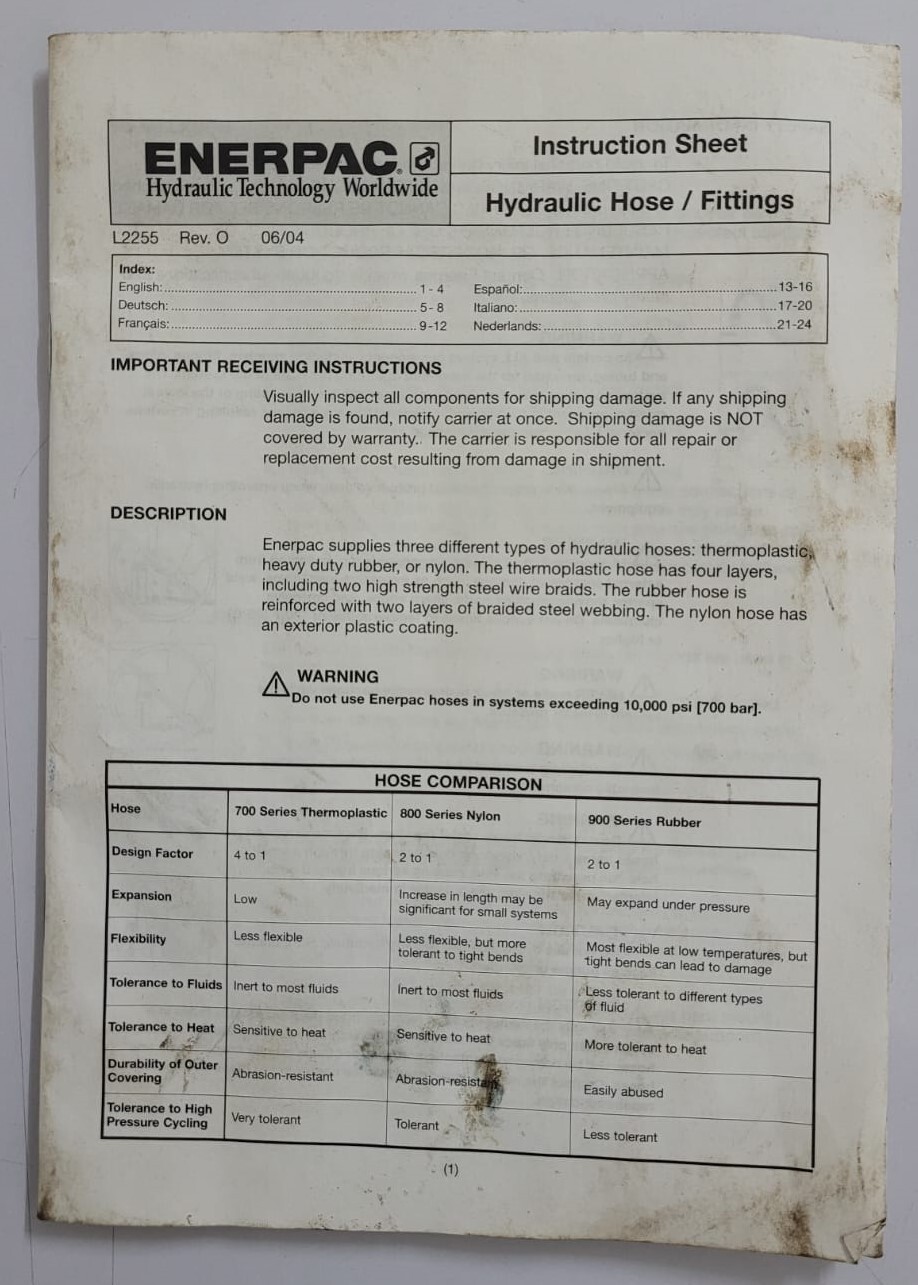 ENERPAC®
Hydraulic Technology Worldwide
Instruction Sheet
Hydraulic Hose / Fittings
L2255 Rev. O 06/04
Index:
English:............................................................ 1 - 4
Deutsch:........................................................... 5 - 8
Français:........................................................... 9-12
Español:............................................................13-16
Italiano:.............................................................17-20
Nederlands:......................................................21-24
IMPORTANT RECEIVING INSTRUCTIONS
Visually inspect all components for shipping damage. If any shipping
damage is found, notify carrier at once. Shipping damage is NOT
covered by warranty.. The carrier is responsible for all repair or
replacement cost resulting from damage in shipment.
DESCRIPTION
Enerpac supplies three different types of hydraulic hoses: thermoplastic,
heavy duty rubber, or nylon. The thermoplastic hose has four layers,
including two high strength steel wire braids. The rubber hose is
reinforced with two layers of braided steel webbing. The nylon hose has
an exterior plastic coating.
WARNING
Do not use Enerpac hoses in systems exceeding 10,000 psi [700 bar].
HOSE COMPARISON
Hose 700 Series Thermoplastic 800 Series Nylon 900 Series Rubber
Design Factor 4 to 1 2 to 1 2 to 1
Expansion Low Increase in length may be
significant for small systems May expand under pressure
Flexibility Less flexible Less flexible, but more
tolerant to tight bends Most flexible at low temperatures, but
tight bends can lead to damage
Tolerance to Fluids Inert to most fluids Inert to most fluids Less tolerant to different types
of fluid
Tolerance to Heat Sensitive to heat Sensitive to heat More tolerant to heat
Durability of Outer
Covering Abrasion-resistant Abrasion-resistant Easily abused
Tolerance to High
Pressure Cycling Very tolerant Tolerant Less tolerant
(1)